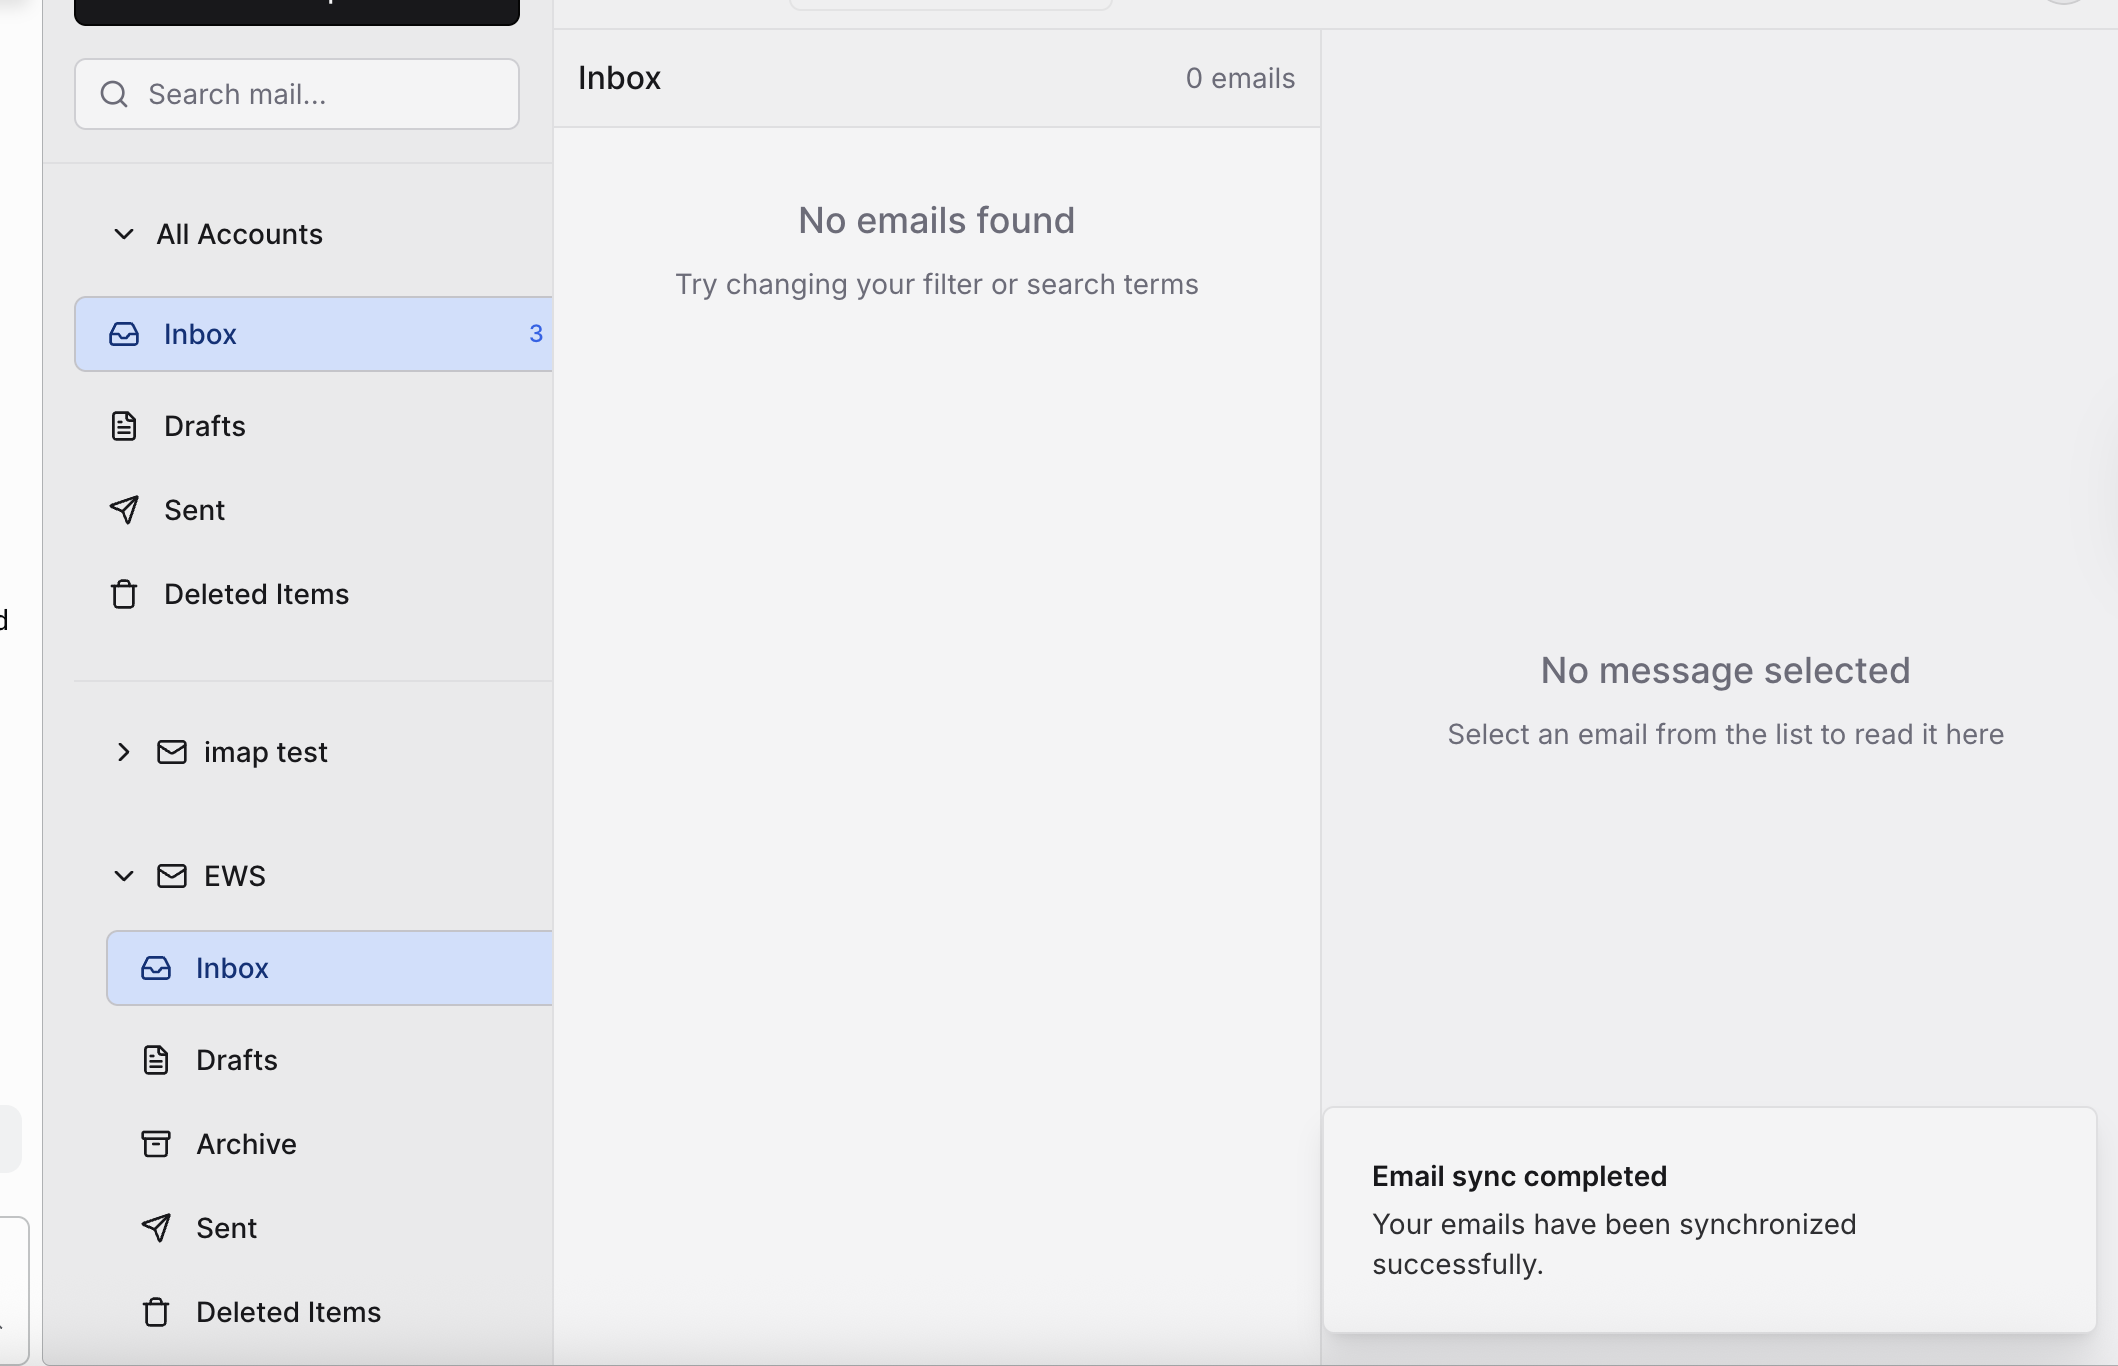 Search mail...
All Accounts
Inbox 3
Drafts
Sent
Deleted Items
imap test
EWS
Inbox
Drafts
Archive
Sent
Deleted Items
Inbox 0 emails
No emails found
Try changing your filter or search terms
No message selected
Select an email from the list to read it here
Email sync completed
Your emails have been synchronized
successfully.